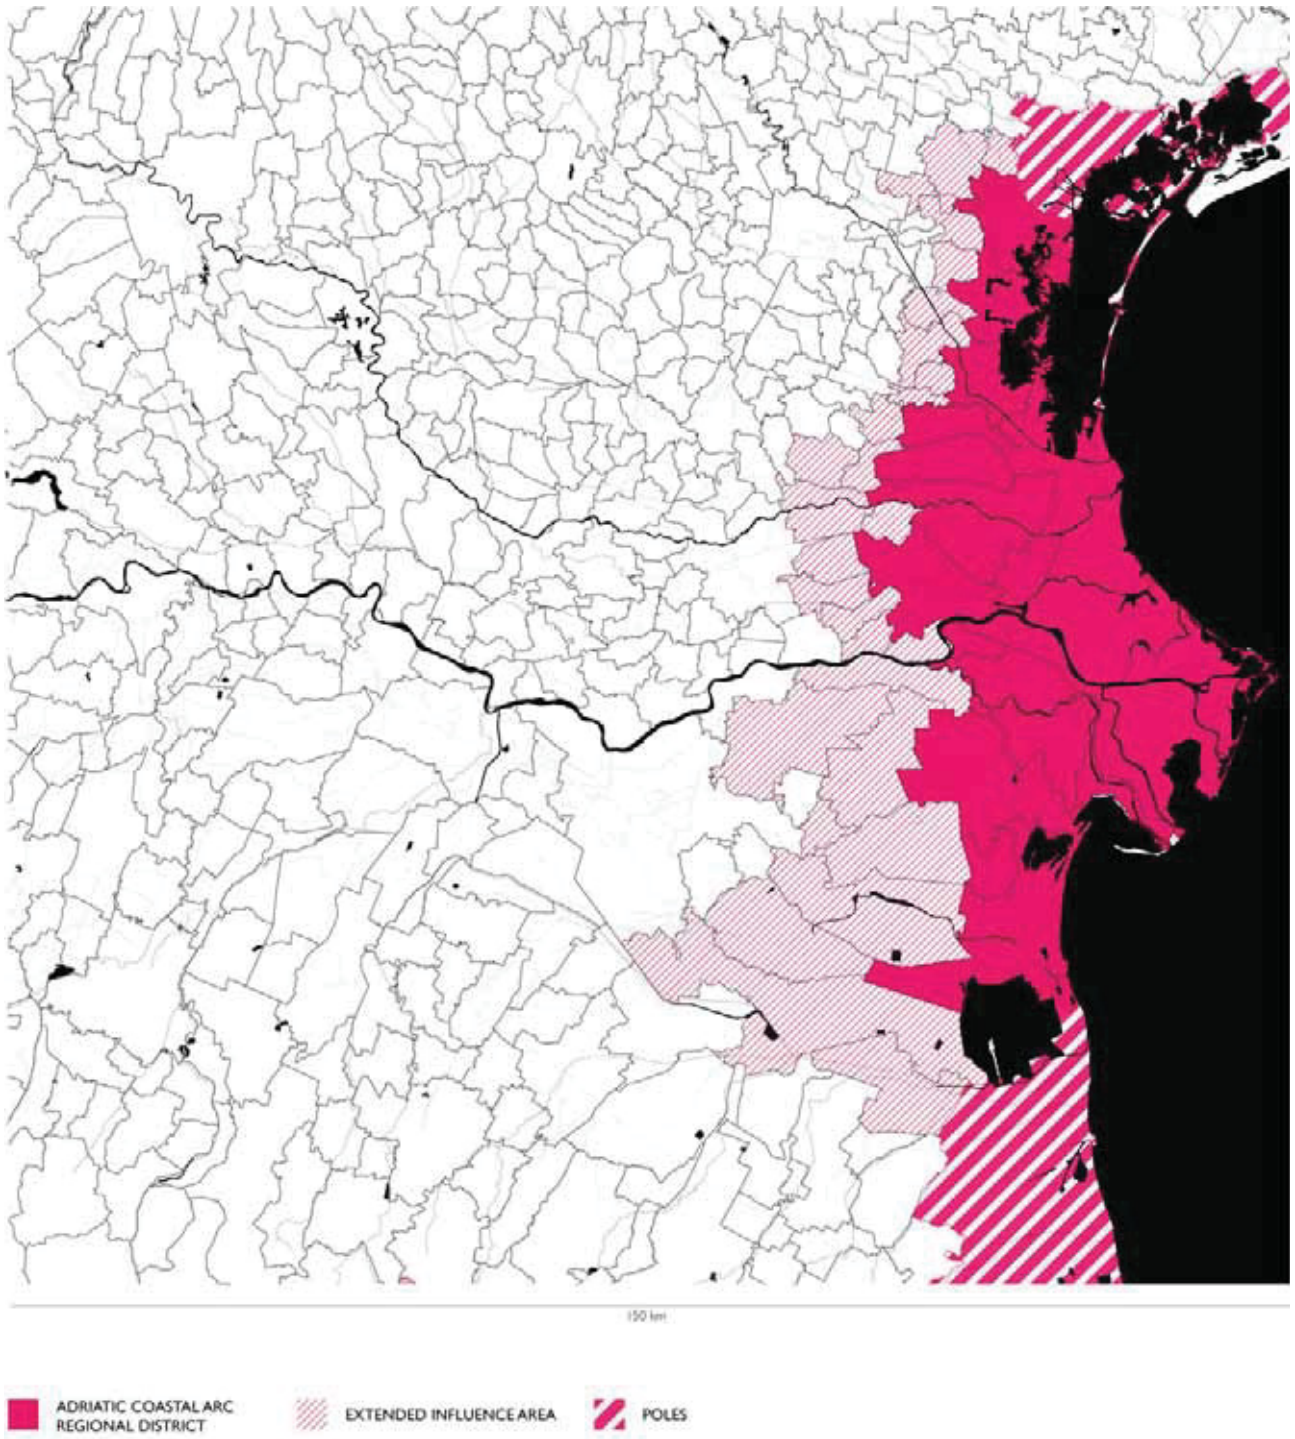 150 km
ADRIATIC COASTAL ARC
REGIONAL DISTRICT
EXTENDED INFLUENCE AREA
POLES